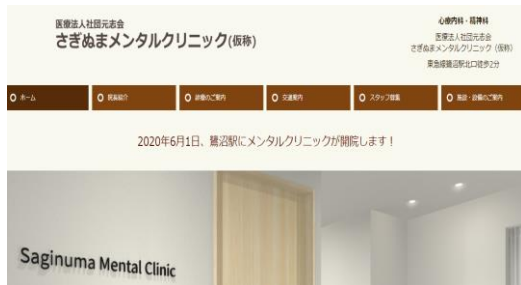 医療法人社団元志会
さぎぬまメンタルクリニック(仮称)
心療内科・精神科
医療法人社団元志会
さぎぬまメンタルクリニック (仮称)
東急線鷺沼駅北口徒歩2分
ホーム
院長紹介
診療のご案内
交通案内
スタッフ募集
施設・設備のご案内
2020年6月1日、鷺沼駅にメンタルクリニックが開院します!
Saginuma Mental Clinic